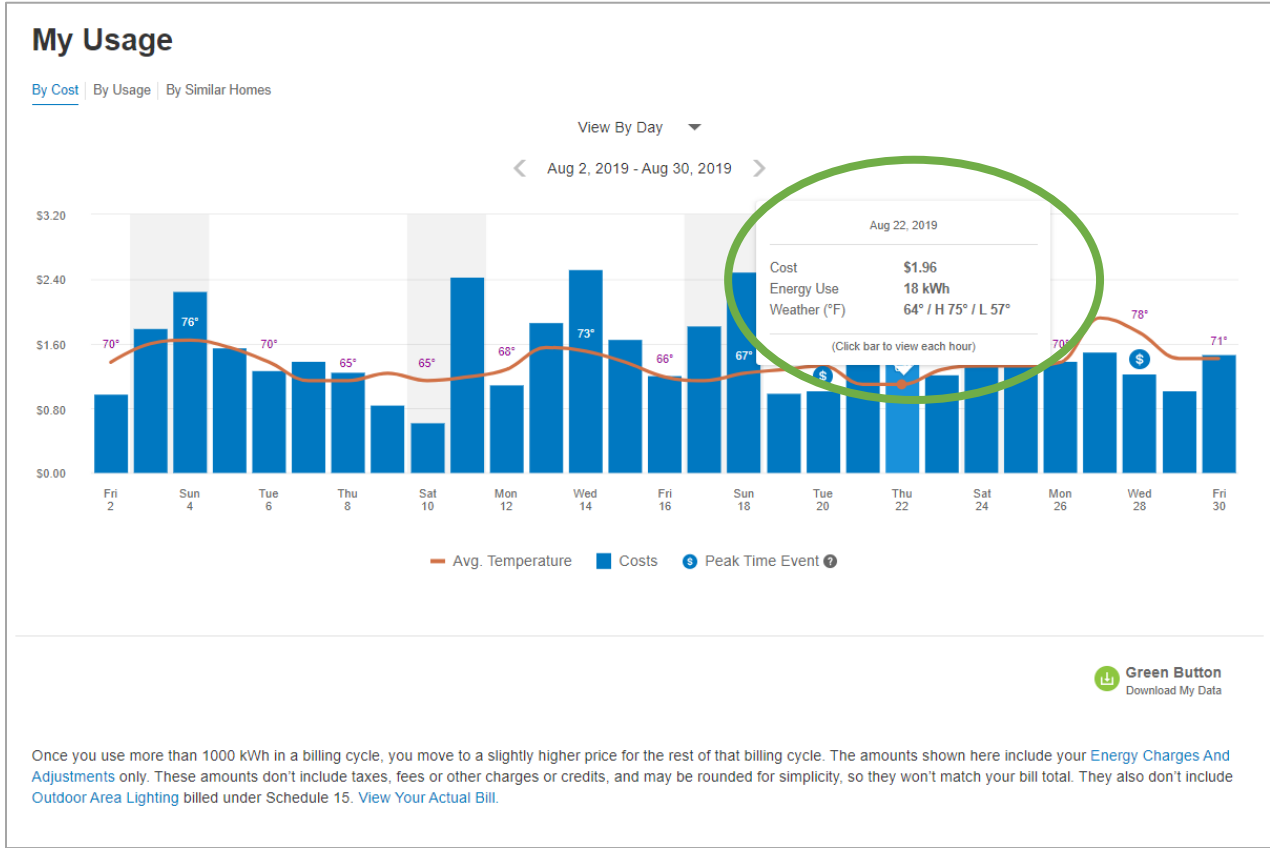 My Usage
By Cost By Usage By Similar Homes
View By Day
Aug 2, 2019 - Aug 30, 2019
$3.20
$2.40
$1.60
$0.80
$0.00
Aug 22, 2019
Cost $1.96
Energy Use 18 kWh
Weather (°F) 64° / H 75° / L 57°
(Click bar to view each hour)
70° 76° 70° 65° 65° 68° 73° 66° 67° 70° 78° 71°
$ $
Fri Sun Tue Thu Sat Mon Wed Fri Sun Tue Thu Sat Mon Wed Fri
2 4 6 8 10 12 14 16 18 20 22 24 26 28 30
Avg. Temperature Costs $ Peak Time Event ?
Green Button
Download My Data
Once you use more than 1000 kWh in a billing cycle, you move to a slightly higher price for the rest of that billing cycle. The amounts shown here include your Energy Charges And
Adjustments only. These amounts don't include taxes, fees or other charges or credits, and may be rounded for simplicity, so they won't match your bill total. They also don't include
Outdoor Area Lighting billed under Schedule 15. View Your Actual Bill.